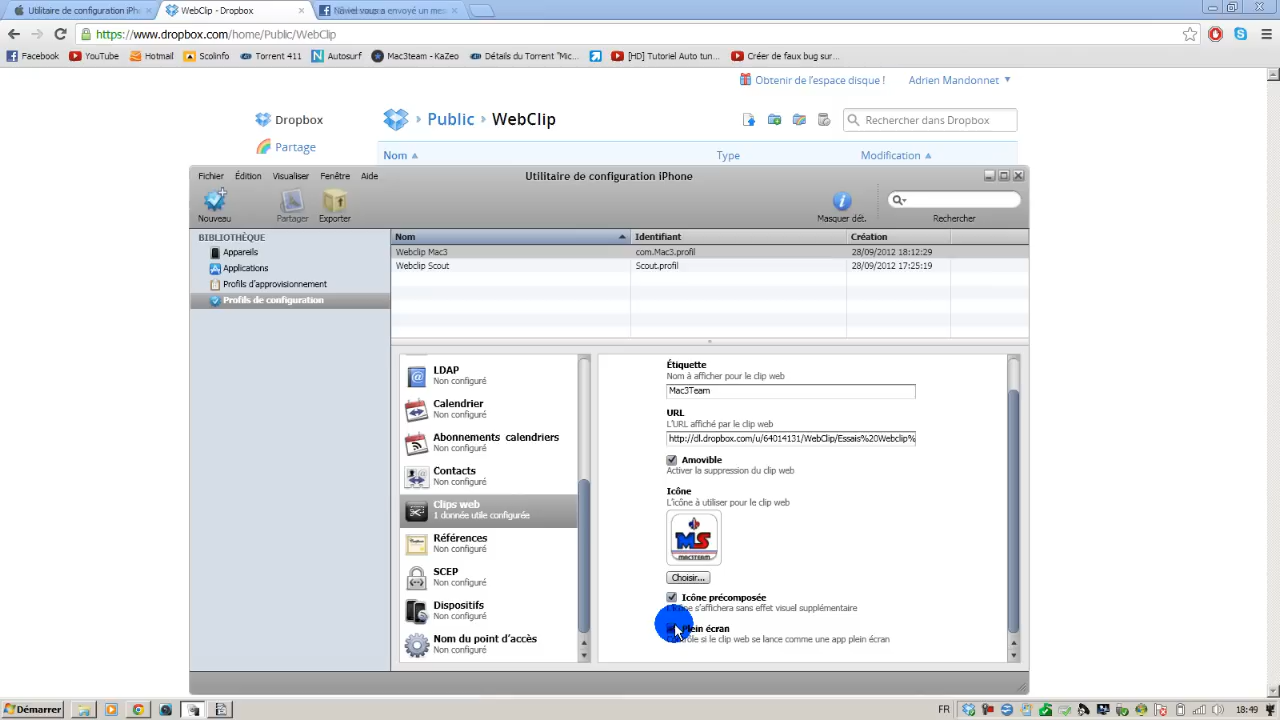 Utilitaire de configuration iPh
WebClip - Dropbox
Naviel vous a envoyé un mes
https://www.dropbox.com/home/Public/WebClip
Facebook YouTube Hotmail Scolinfo Torrent 411 Autosurf Mac3team - KaZeo Détails du Torrent "Mic... [HD] Tutoriel Auto tun... Créer de faux bug sur...
Obtenir de l'espace disque ! Adrien Mandonnet
Dropbox
Public › WebClip
Rechercher dans Dropbox
Partage
Nom Type Modification
Fichier Édition Visualiser Fenêtre Aide
Utilitaire de configuration iPhone
Nouveau Partager Exporter Masquer dét. Rechercher
BIBLIOTHÈQUE
Appareils
Applications
Profils d'approvisionnement
Profils de configuration
Nom Identifiant Création
Webclip Mac3 com.Mac3.profil 28/09/2012 18:12:29
Webclip Scout Scout.profil 28/09/2012 17:25:19
LDAP
Non configuré
Calendrier
Non configuré
Abonnements calendriers
Non configuré
Contacts
Non configuré
Clips web
1 donnée utile configurée
Références
Non configuré
SCEP
Non configuré
Dispositifs
Non configuré
Nom du point d'accès
Non configuré
Étiquette
Nom à afficher pour le clip web
Mac3Team
URL
L'URL affiché par le clip web
http://dl.dropbox.com/u/64014131/WebClip/Essais%20Webclip%
Amovible
Activer la suppression du clip web
Icône
L'icône à utiliser pour le clip web
MS
MAC3TEAM
Choisir...
Icône précomposée
L'icône s'affichera sans effet visuel supplémentaire
Plein écran
si le clip web se lance comme une app plein écran
Démarrer
FR
18:49